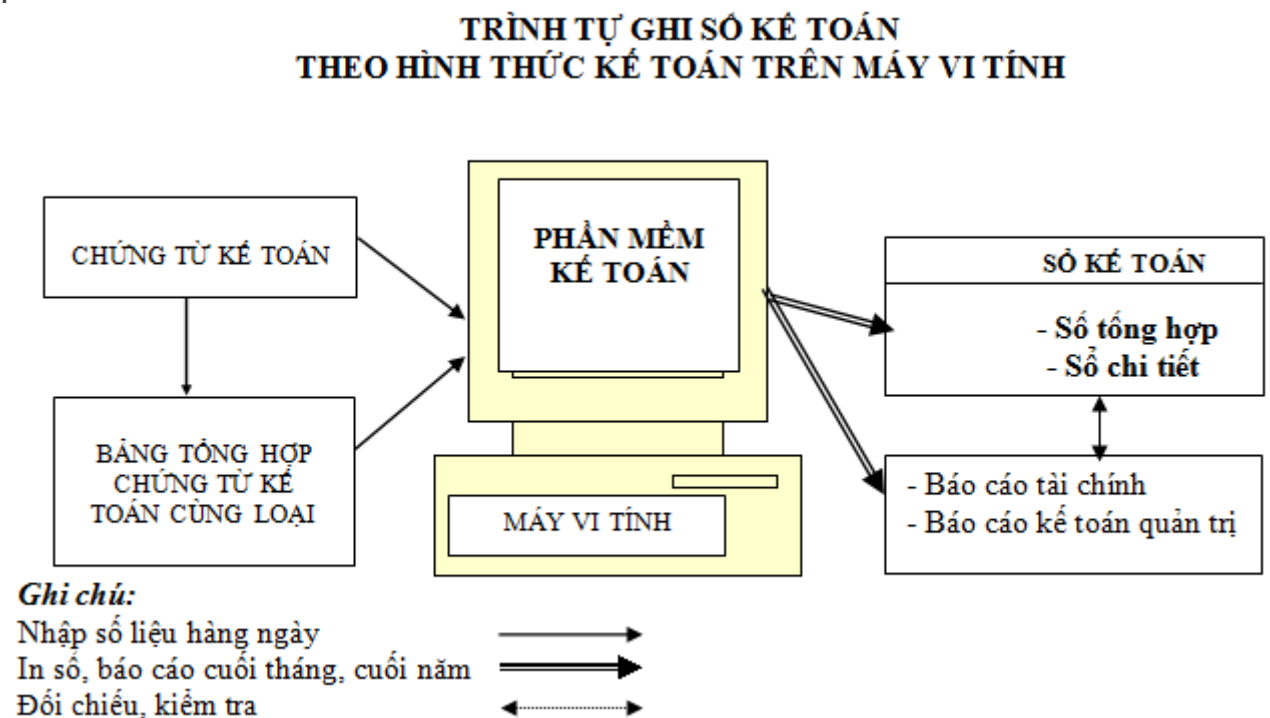 TRÌNH TỰ GHI SỔ KẾ TOÁN
THEO HÌNH THỨC KẾ TOÁN TRÊN MÁY VI TÍNH
CHỨNG TỪ KẾ TOÁN
BẢNG TỔNG HỢP
CHỨNG TỪ KẾ
TOÁN CÙNG LOẠI
PHẦN MỀM
KẾ TOÁN
MÁY VI TÍNH
SỔ KẾ TOÁN
- Sổ tổng hợp
- Sổ chi tiết
- Báo cáo tài chính
- Báo cáo kế toán quản trị
Ghi chú:
Nhập số liệu hàng ngày
In sổ, báo cáo cuối tháng, cuối năm
Đối chiếu, kiểm tra